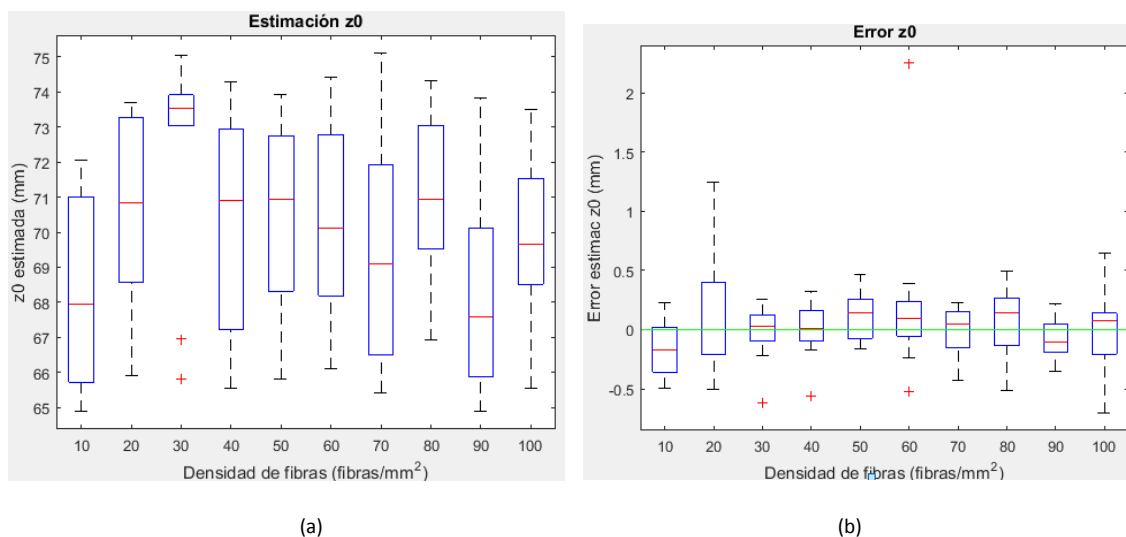 Estimación z0
75
74
73
72
71
70
69
68
67
66
65
z0 estimada (mm)
10 20 30 40 50 60 70 80 90 100
Densidad de fibras (fibras/mm²)
(a)
Error z0
2
1.5
1
0.5
0
-0.5
Error estimac z0 (mm)
10 20 30 40 50 60 70 80 90 100
Densidad de fibras (fibras/mm²)
(b)